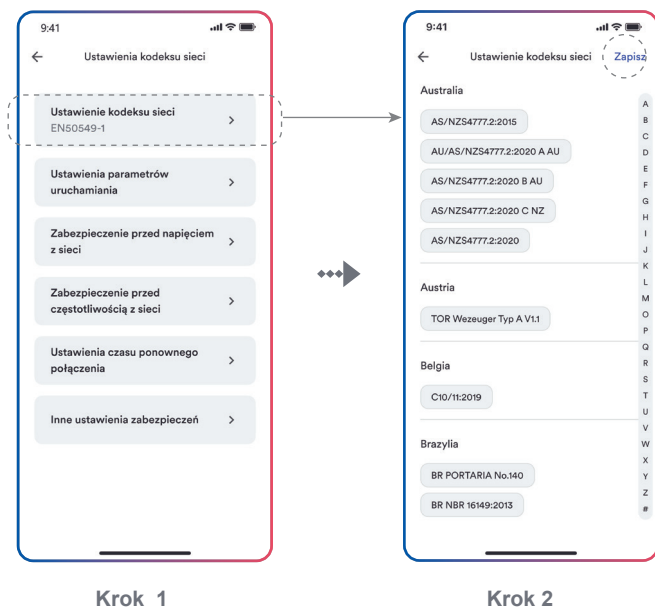 9:41
Ustawienia kodeksu sieci
Ustawienie kodeksu sieci
EN50549-1
Ustawienia parametrów
uruchamiania
Zabezpieczenie przed napięciem
z sieci
Zabezpieczenie przed
częstotliwością z sieci
Ustawienia czasu ponownego
połączenia
Inne ustawienia zabezpieczeń
Krok 1
9:41
Ustawienie kodeksu sieci
Zapisz
Australia
AS/NZS4777.2:2015
AU/AS/NZS4777.2:2020 A AU
AS/NZS4777.2:2020 B AU
AS/NZS4777.2:2020 C NZ
AS/NZS4777.2:2020
Austria
TOR Wezeuger Typ A V1.1
Belgia
C10/11:2019
Brazylia
BR PORTARIA No.140
BR NBR 16149:2013
A
B
C
D
E
F
G
H
I
J
K
L
M
O
P
Q
R
S
T
U
V
W
X
Y
Z
#
Krok 2